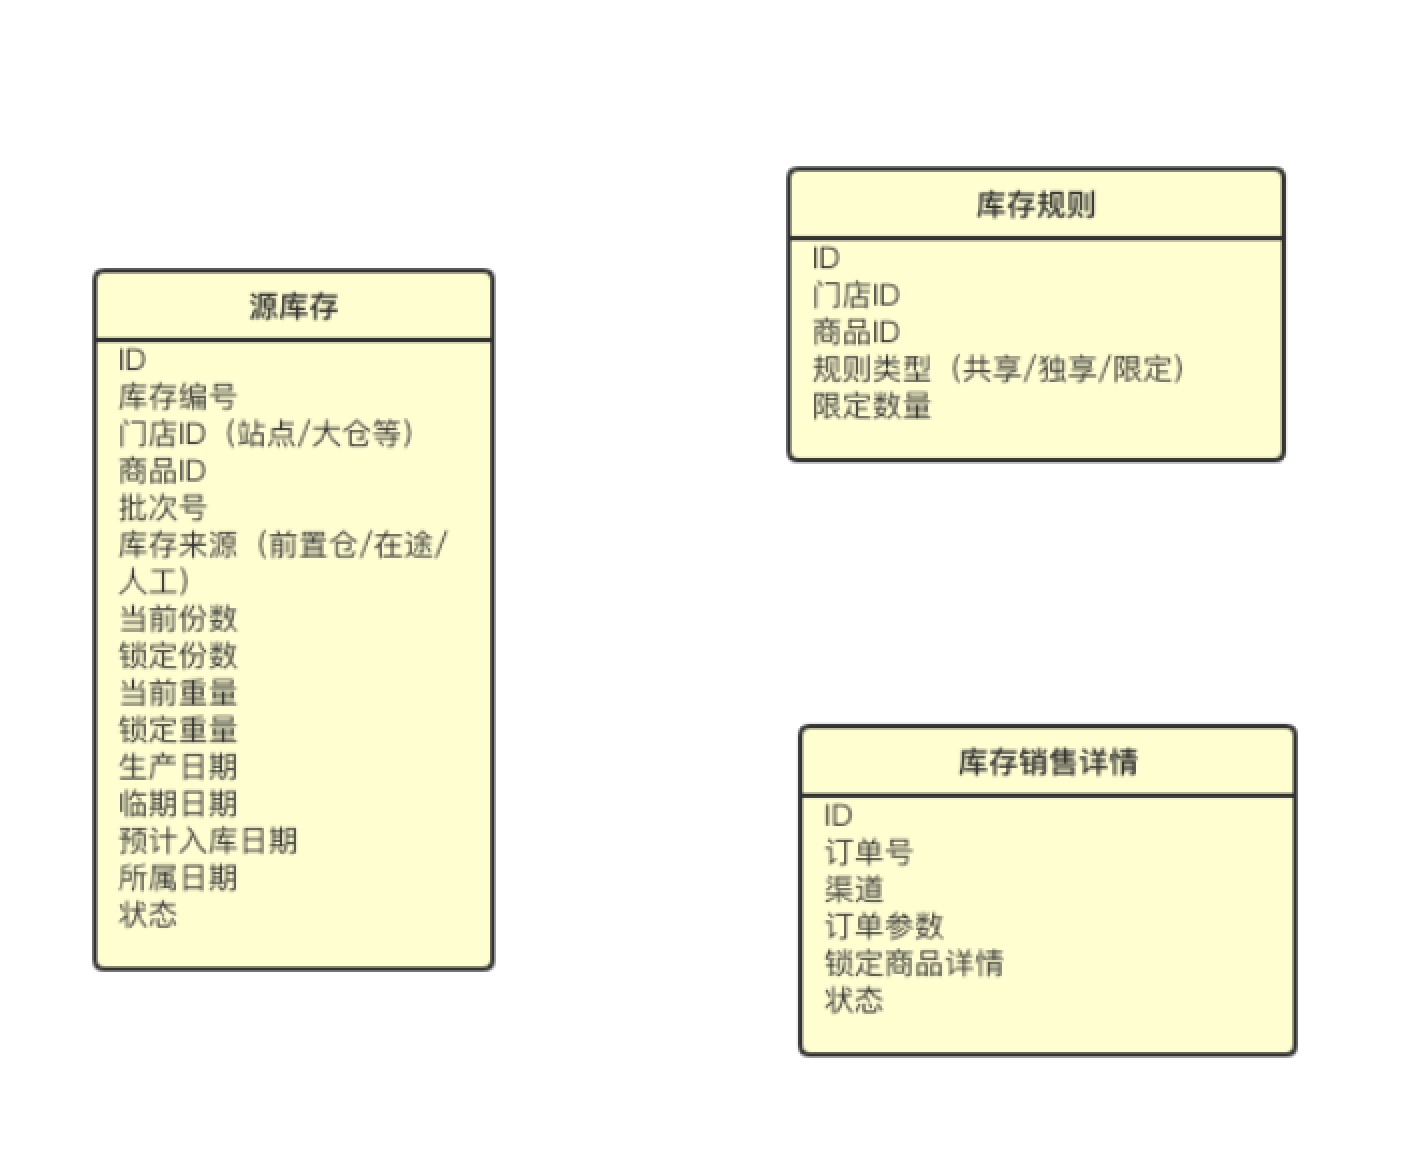 源库存
ID
库存编号
门店ID（站点/大仓等）
商品ID
批次号
库存来源（前置仓/在途/
人工）
当前份数
锁定份数
当前重量
锁定重量
生产日期
临期日期
预计入库日期
所属日期
状态
库存规则
ID
门店ID
商品ID
规则类型（共享/独享/限定）
限定数量
库存销售详情
ID
订单号
渠道
订单参数
锁定商品详情
状态